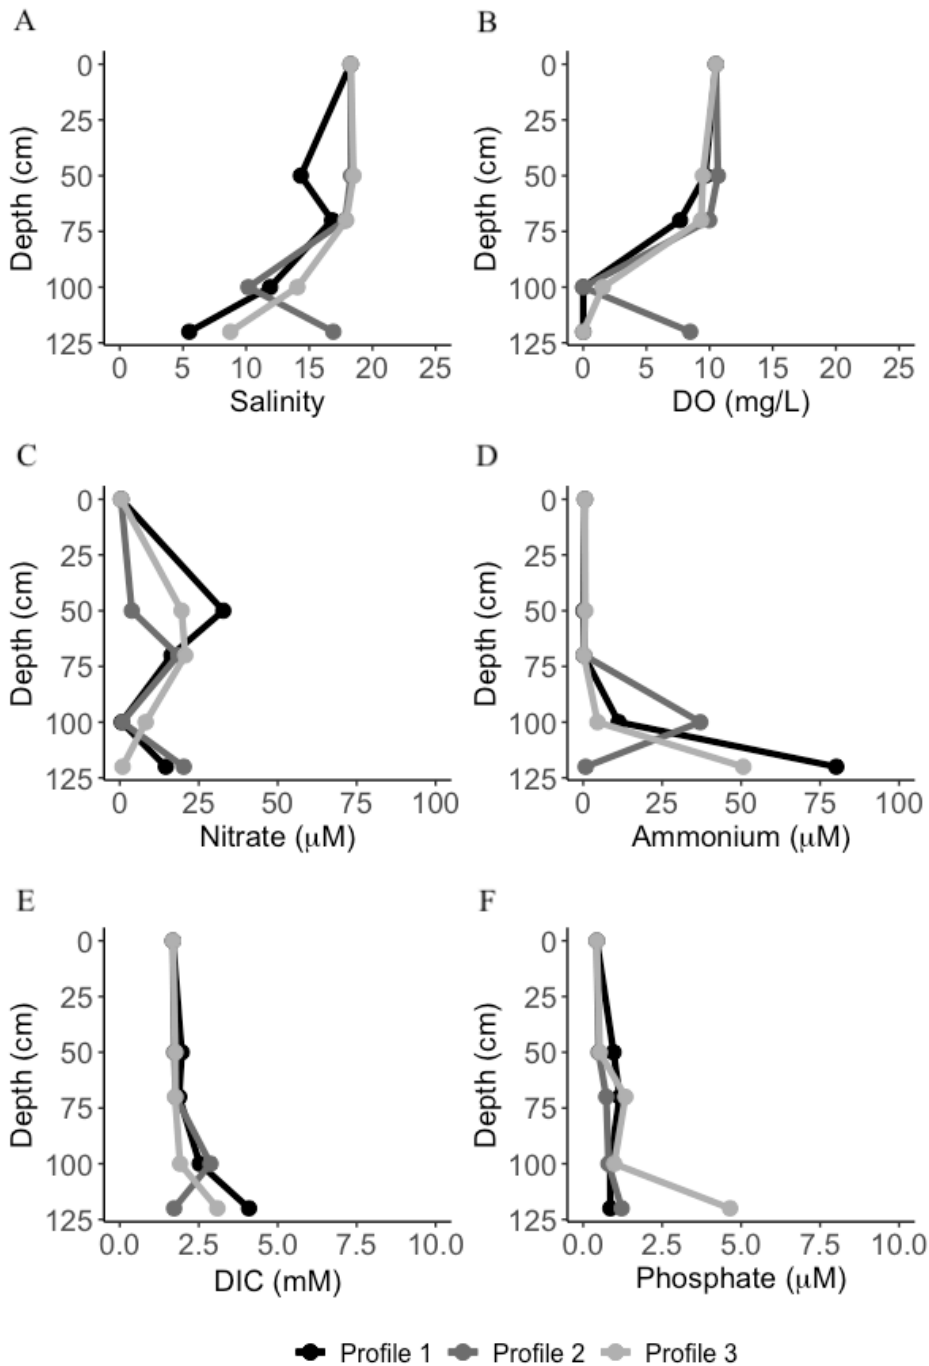 A
0
25
50
75
100
125
Depth (cm)
0 5 10 15 20 25
Salinity
B
0
25
50
75
100
125
Depth (cm)
0 5 10 15 20 25
DO (mg/L)
C
0
25
50
75
100
125
Depth (cm)
0 25 50 75 100
Nitrate (μM)
D
0
25
50
75
100
125
Depth (cm)
0 25 50 75 100
Ammonium (μM)
E
0
25
50
75
100
125
Depth (cm)
0.0 2.5 5.0 7.5 10.0
DIC (mM)
F
0
25
50
75
100
125
Depth (cm)
0.0 2.5 5.0 7.5 10.0
Phosphate (μM)
Profile 1 Profile 2 Profile 3